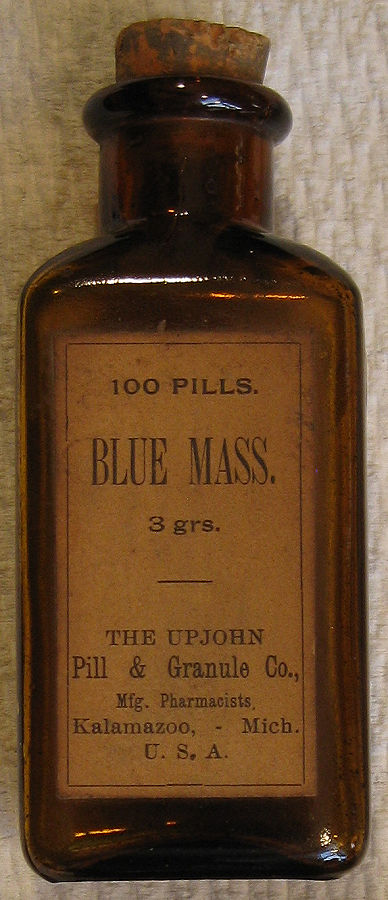 100 PILLS.
BLUE MASS.
3 grs.
THE UPJOHN
Pill & Granule Co.,
Mfg. Pharmacists,
Kalamazoo, - Mich.
U. S. A.